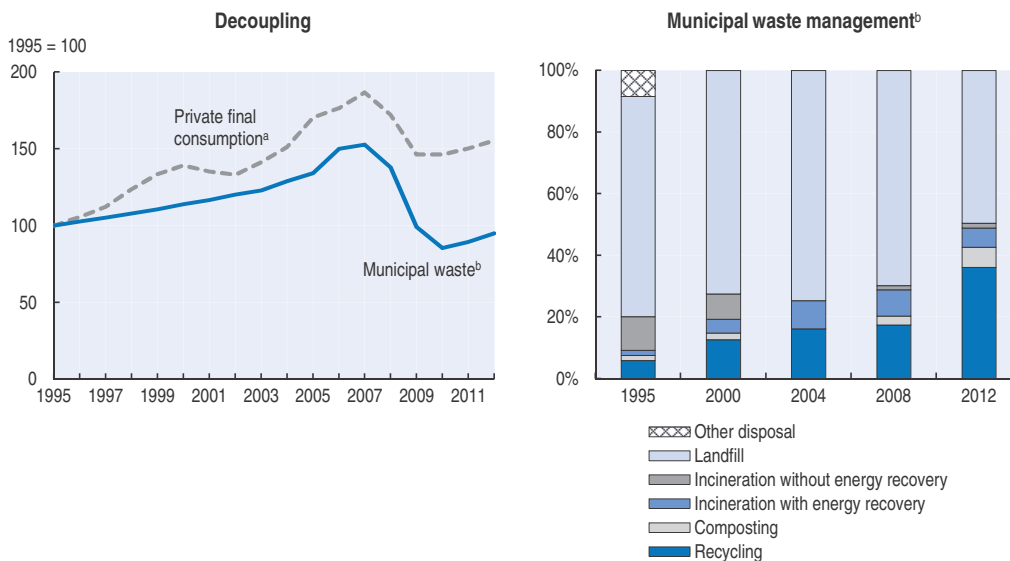 Decoupling
1995 = 100
200
150
100
50
0
Private final
consumptionᵃ
Municipal wasteᵇ
1995 1997 1999 2001 2003 2005 2007 2009 2011
Municipal waste managementᵇ
100%
80%
60%
40%
20%
0%
1995 2000 2004 2008 2012
Other disposal
Landfill
Incineration without energy recovery
Incineration with energy recovery
Composting
Recycling